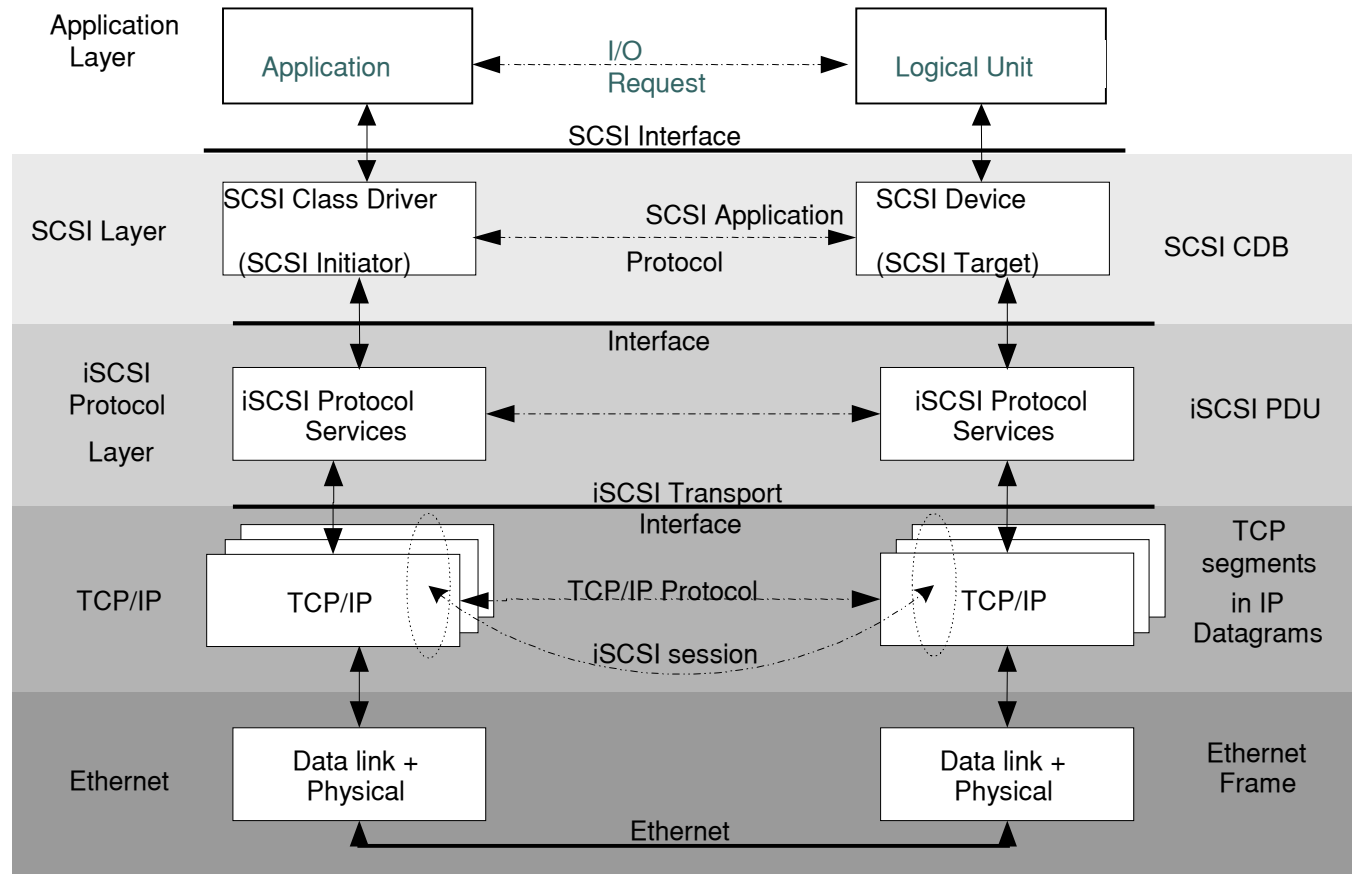 Application
Layer
Application
I/O
Request
Logical Unit
SCSI Interface
SCSI Layer
SCSI Class Driver
(SCSI Initiator)
SCSI Application
Protocol
SCSI Device
(SCSI Target)
SCSI CDB
Interface
iSCSI
Protocol
Layer
iSCSI Protocol
Services
iSCSI Protocol
Services
iSCSI PDU
iSCSI Transport
Interface
TCP/IP
TCP/IP
TCP/IP Protocol
iSCSI session
TCP/IP
TCP
segments
in IP
Datagrams
Ethernet
Data link +
Physical
Ethernet
Data link +
Physical
Ethernet
Frame